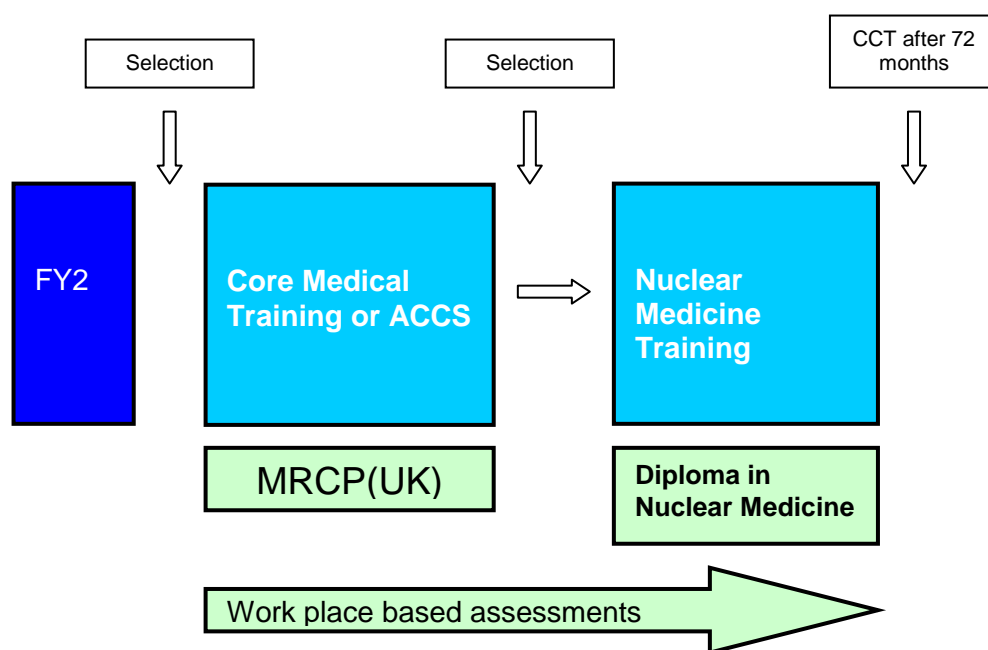 Selection
Selection
CCT after 72
months
FY2
Core Medical
Training or ACCS
Nuclear
Medicine
Training
MRCP(UK)
Diploma in
Nuclear Medicine
Work place based assessments